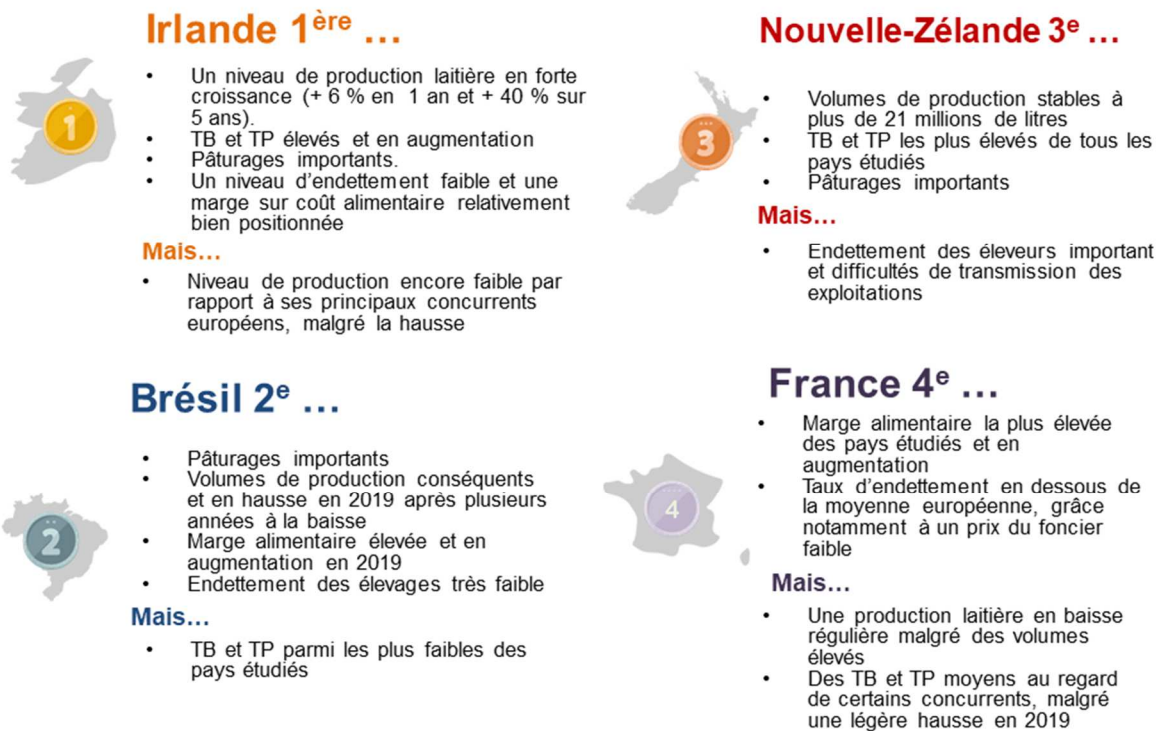 Irlande 1ère …
• Un niveau de production laitière en forte
croissance (+ 6 % en 1 an et + 40 % sur
5 ans).
• TB et TP élevés et en augmentation
• Pâturages importants.
• Un niveau d'endettement faible et une
marge sur coût alimentaire relativement
bien positionnée
Mais…
• Niveau de production encore faible par
rapport à ses principaux concurrents
européens, malgré la hausse
1
Brésil 2e …
• Pâturages importants
• Volumes de production conséquents
et en hausse en 2019 après plusieurs
années à la baisse
• Marge alimentaire élevée et en
augmentation en 2019
• Endettement des élevages très faible
Mais…
• TB et TP parmi les plus faibles des
pays étudiés
2
Nouvelle-Zélande 3e …
• Volumes de production stables à
plus de 21 millions de litres
• TB et TP les plus élevés de tous les
pays étudiés
• Pâturages importants
Mais…
• Endettement des éleveurs important
et difficultés de transmission des
exploitations
3
France 4e …
• Marge alimentaire la plus élevée
des pays étudiés et en
augmentation
• Taux d'endettement en dessous de
la moyenne européenne, grâce
notamment à un prix du foncier
faible
Mais…
• Une production laitière en baisse
régulière malgré des volumes
élevés
• Des TB et TP moyens au regard
de certains concurrents, malgré
une légère hausse en 2019
4